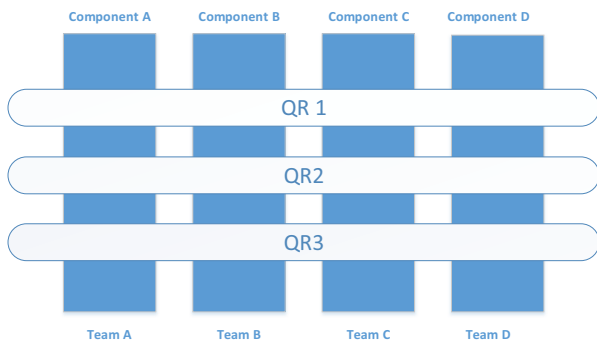 Component A Component B Component C Component D
QR 1
QR2
QR3
Team A Team B Team C Team D